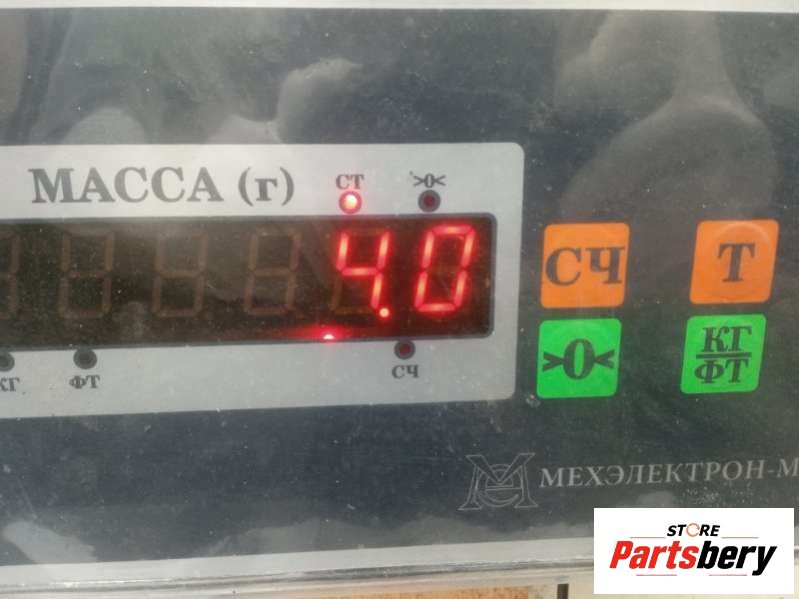 МАССА (г)
СТ
>0<
4.0
КГ
ФТ
СЧ
СЧ
Т
>0<
КГ
ФТ
МЕХЭЛЕКТРОН-М
STORE
Partsbery